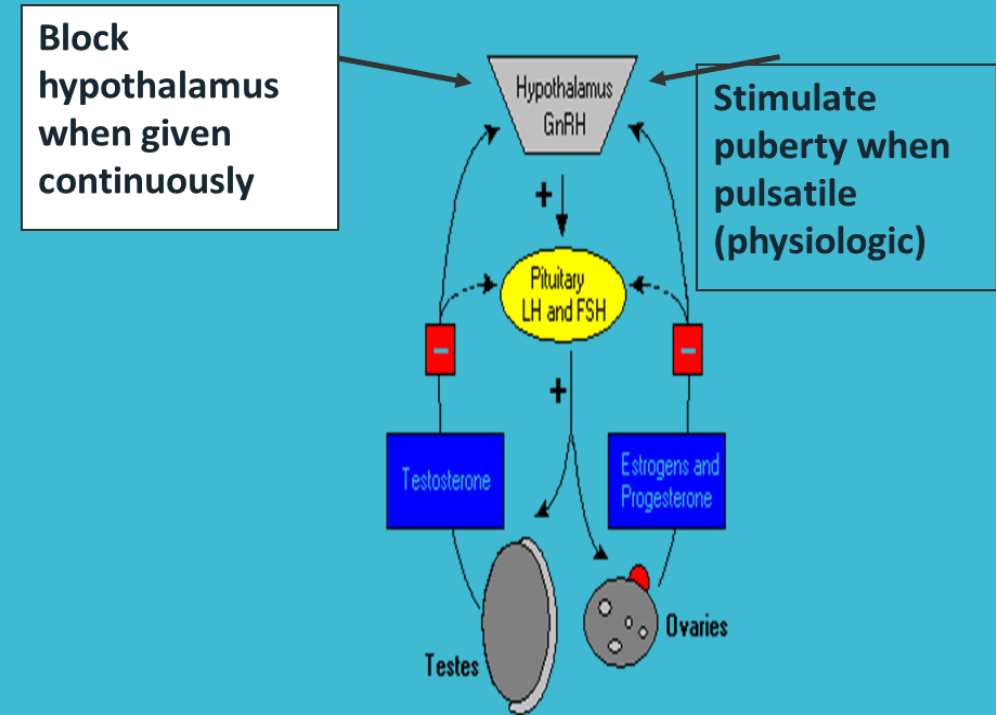 Block
hypothalamus
when given
continuously
Hypothalamus
GnRH
Stimulate
puberty when
pulsatile
(physiologic)
+
Pituitary
LH and FSH
-
-
+
Testosterone
Estrogens and
Progesterone
Ovaries
Testes